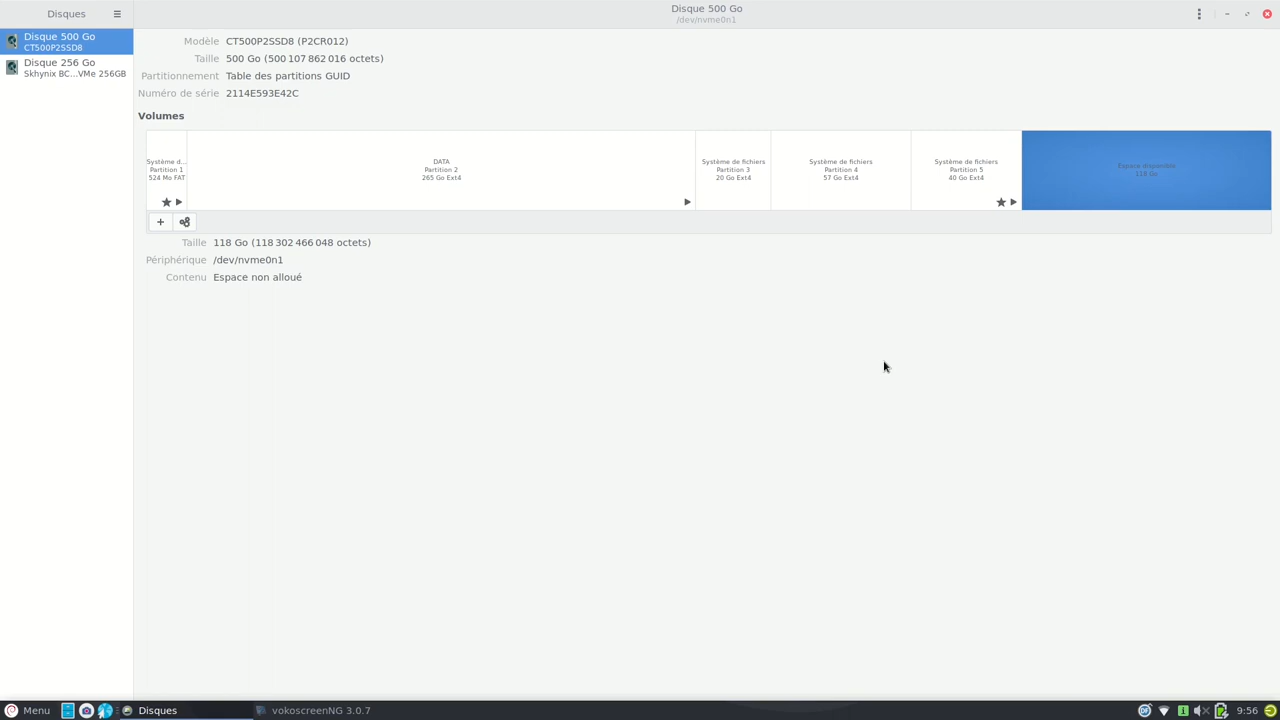 Disques
Disque 500 Go
/dev/nvme0n1
Disque 500 Go
CT500P2SSD8
Disque 256 Go
Skhynix BC...VMe 256GB
Modèle CT500P2SSD8 (P2CR012)
Taille 500 Go (500 107 862 016 octets)
Partitionnement Table des partitions GUID
Numéro de série 2114E593E42C
Volumes
Système d...
Partition 1
524 Mo FAT
DATA
Partition 2
265 Go Ext4
Système de fichiers
Partition 3
20 Go Ext4
Système de fichiers
Partition 4
57 Go Ext4
Système de fichiers
Partition 5
40 Go Ext4
Espace disponible
118 Go
Taille 118 Go (118 302 466 048 octets)
Périphérique /dev/nvme0n1
Contenu Espace non alloué
Menu Disques vokoscreenNG 3.0.7 9:56